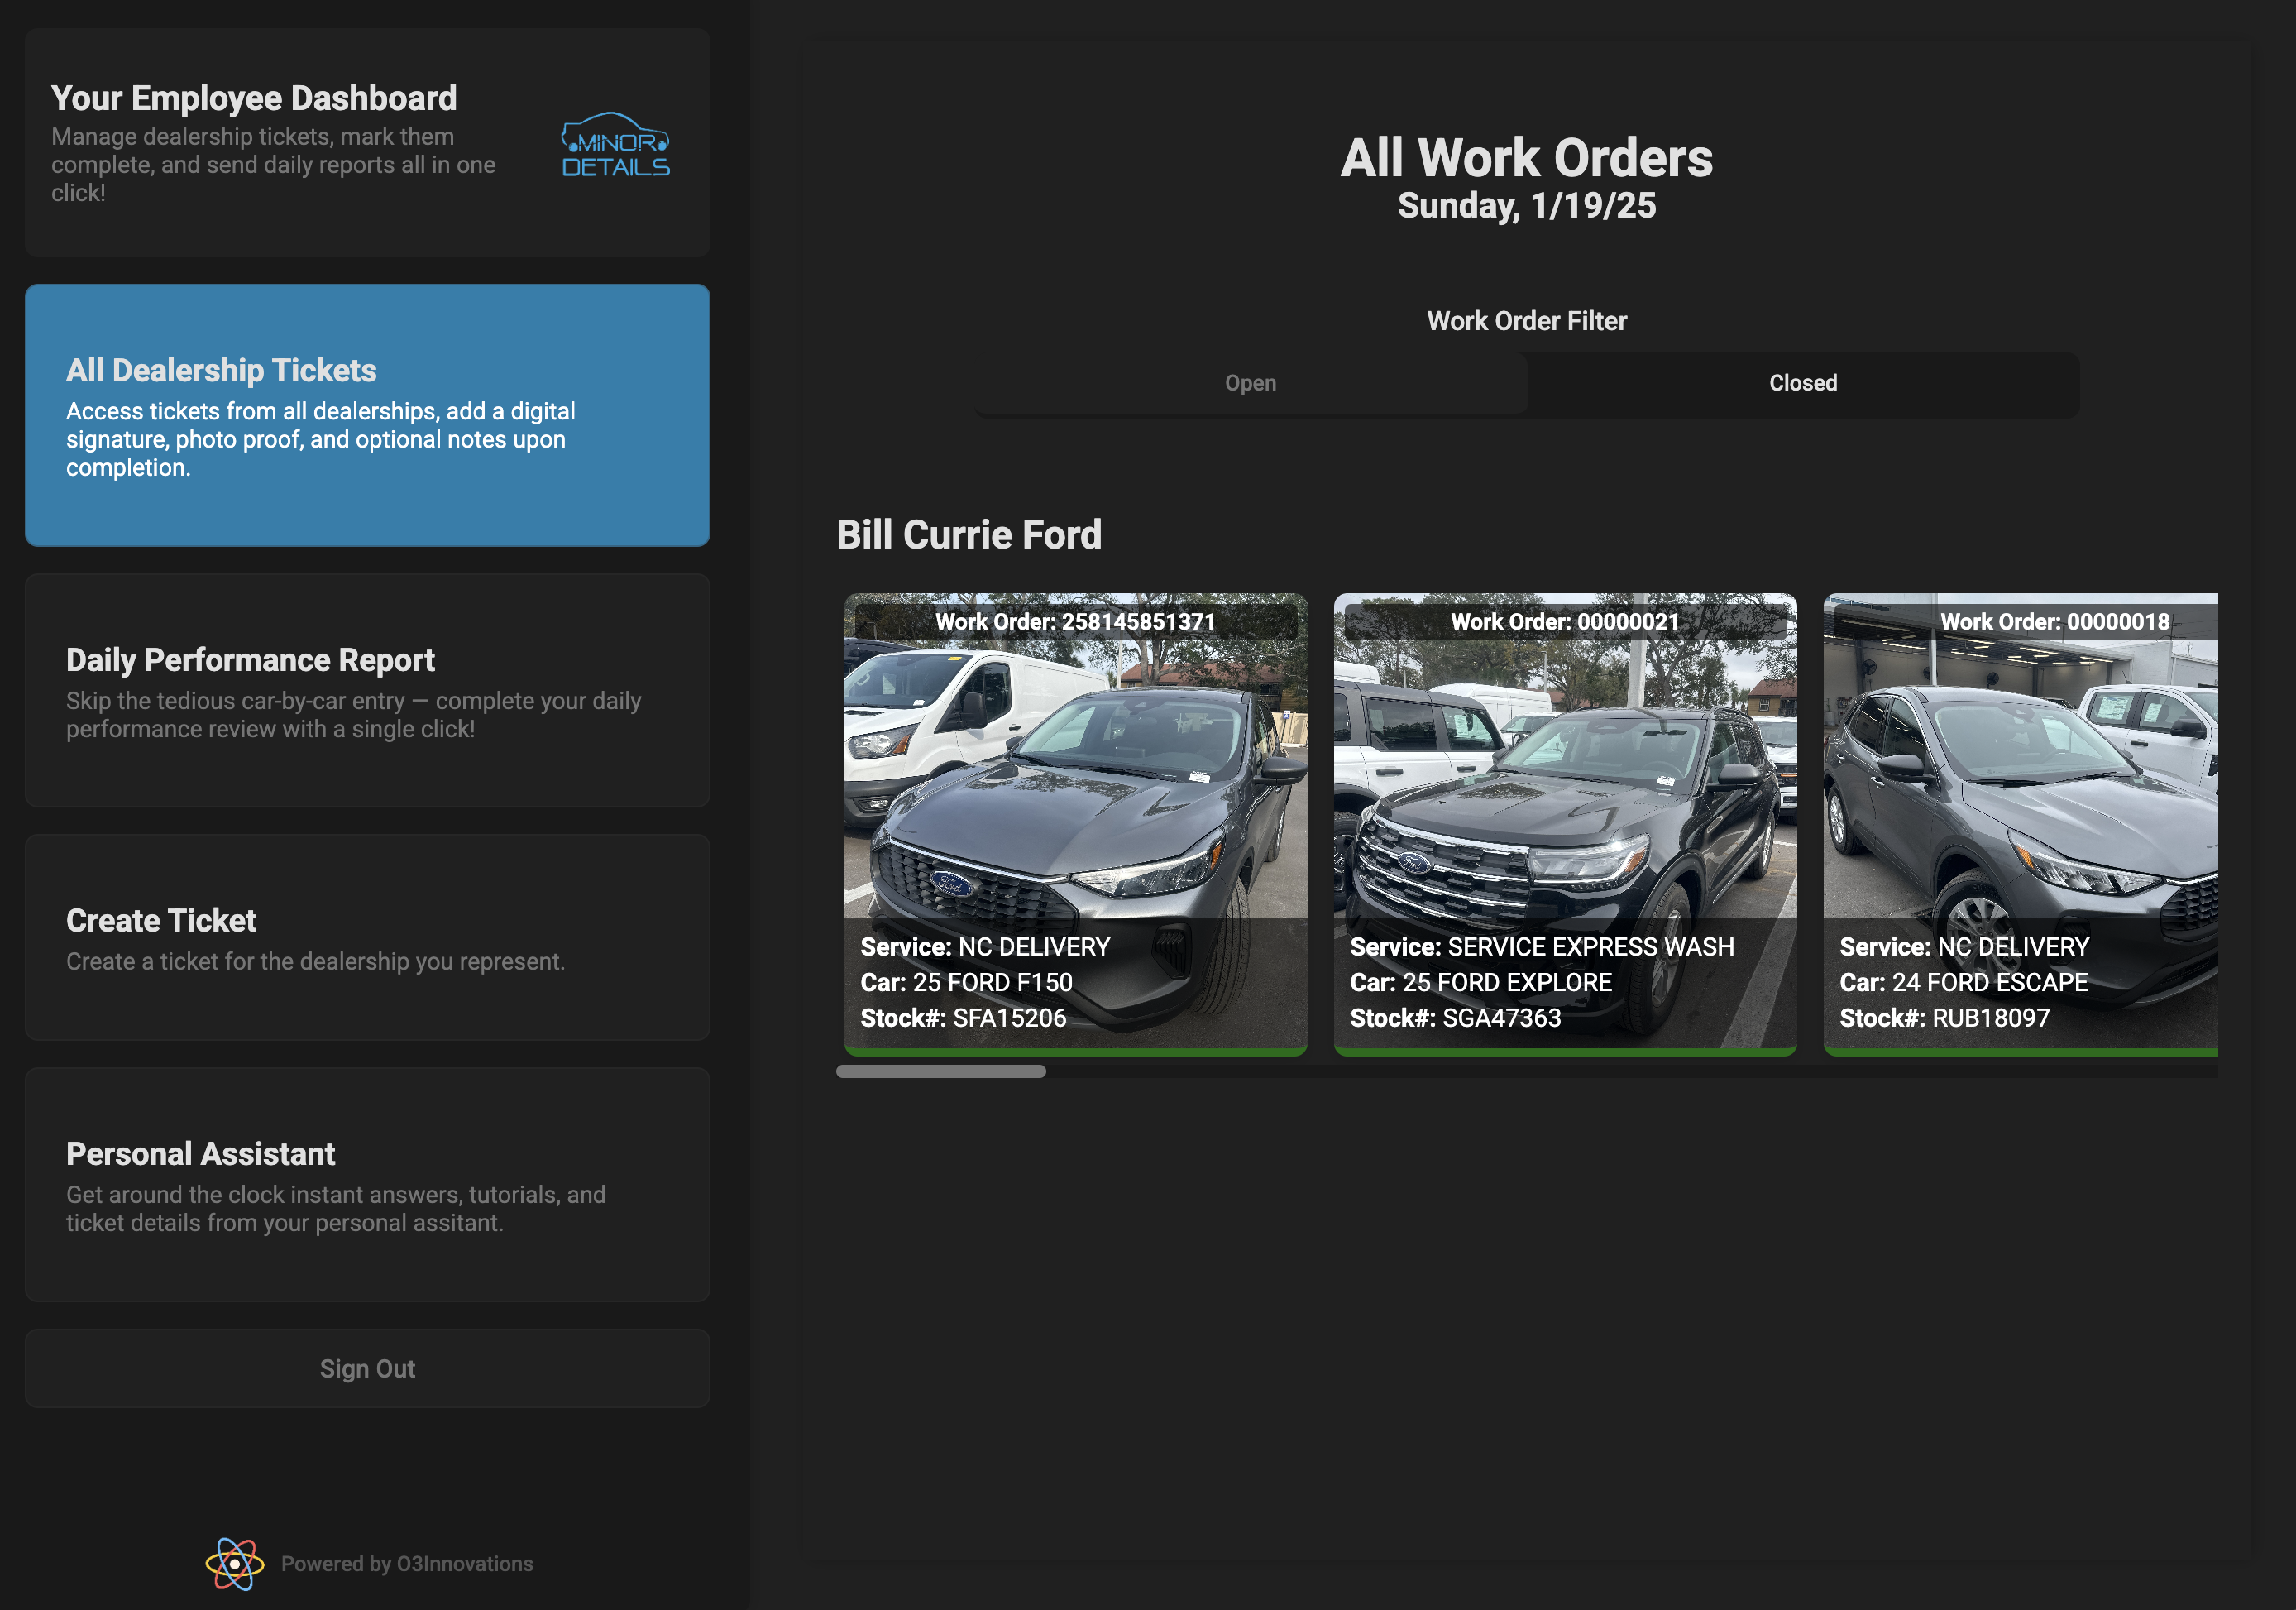 Your Employee Dashboard
Manage dealership tickets, mark them
complete, and send daily reports all in one
click!
MINOR
DETAILS
All Dealership Tickets
Access tickets from all dealerships, add a digital
signature, photo proof, and optional notes upon
completion.
Daily Performance Report
Skip the tedious car-by-car entry — complete your daily
performance review with a single click!
Create Ticket
Create a ticket for the dealership you represent.
Personal Assistant
Get around the clock instant answers, tutorials, and
ticket details from your personal assitant.
Sign Out
Powered by O3Innovations
All Work Orders
Sunday, 1/19/25
Work Order Filter
Open
Closed
Bill Currie Ford
Work Order: 258145851371
Ford
Service: NC DELIVERY
Car: 25 FORD F150
Stock#: SFA15206
Work Order: 00000021
Ford
Service: SERVICE EXPRESS WASH
Car: 25 FORD EXPLORE
Stock#: SGA47363
Work Order: 00000018
Service: NC DELIVERY
Car: 24 FORD ESCAPE
Stock#: RUB18097